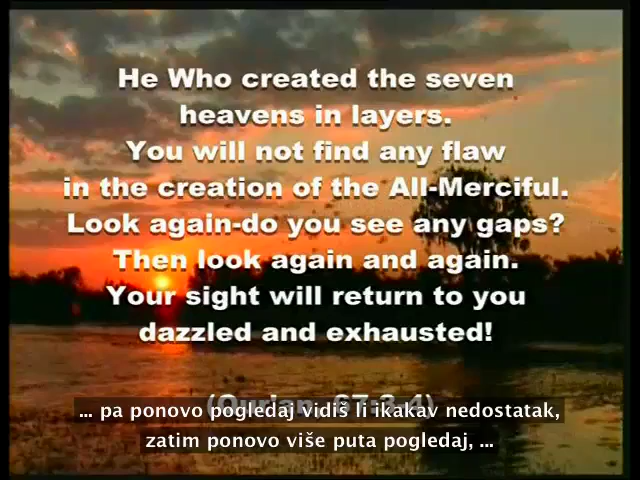 He Who created the seven
heavens in layers.
You will not find any flaw
in the creation of the All-Merciful.
Look again-do you see any gaps?
Then look again and again.
Your sight will return to you
dazzled and exhausted!
(Qur'an, 67:3-4)
... pa ponovo pogledaj vidiš li ikakav nedostatak,
zatim ponovo više puta pogledaj, ...